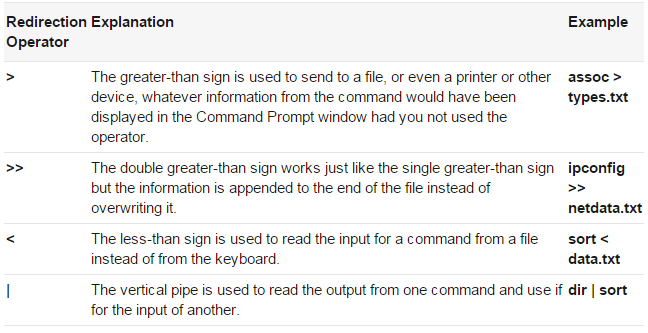 Redirection Explanation Example
Operator
> The greater-than sign is used to send to a file, or even a printer or other assoc >
device, whatever information from the command would have been types.txt
displayed in the Command Prompt window had you not used the
operator.
>> The double greater-than sign works just like the single greater-than sign ipconfig
but the information is appended to the end of the file instead of >>
overwriting it. netdata.txt
< The less-than sign is used to read the input for a command from a file sort <
instead of from the keyboard. data.txt
| The vertical pipe is used to read the output from one command and use if dir | sort
for the input of another.